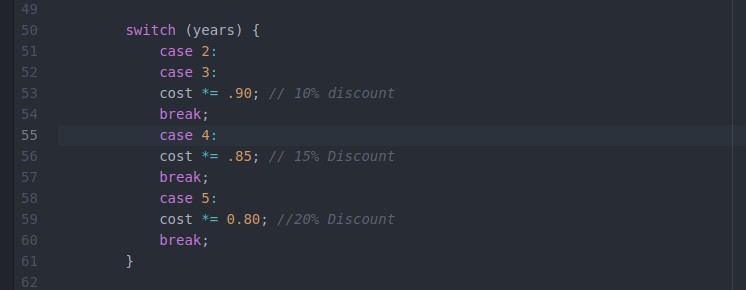 49
50 switch (years) {
51 case 2:
52 case 3:
53 cost *= .90; // 10% discount
54 break;
55 case 4:
56 cost *= .85; // 15% Discount
57 break;
58 case 5:
59 cost *= 0.80; //20% Discount
60 break;
61 }
62